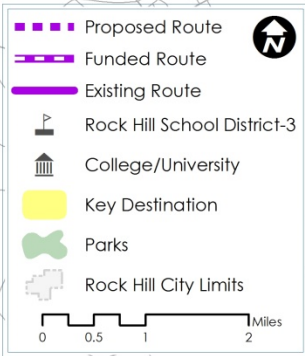 Proposed Route
N
Funded Route
Existing Route
Rock Hill School District-3
College/University
Key Destination
Parks
Rock Hill City Limits
Miles
0 0.5 1 2